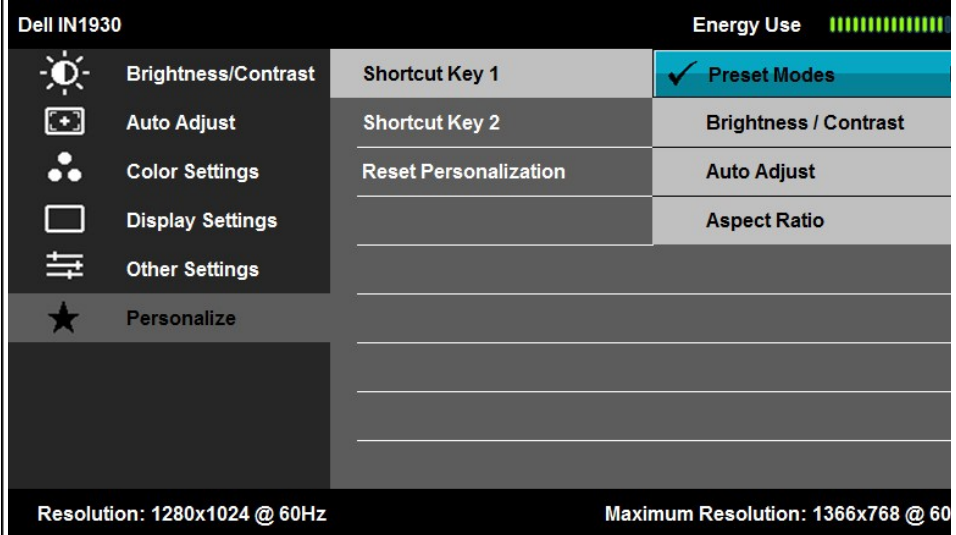 Dell IN1930
Energy Use
Brightness/Contrast
Auto Adjust
Color Settings
Display Settings
Other Settings
Personalize
Shortcut Key 1
Shortcut Key 2
Reset Personalization
Preset Modes
Brightness / Contrast
Auto Adjust
Aspect Ratio
Resolution: 1280x1024 @ 60Hz
Maximum Resolution: 1366x768 @ 60